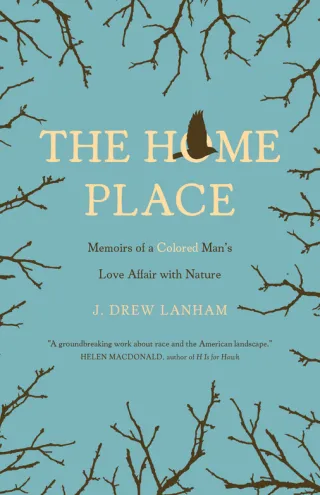 THE HOME
PLACE
Memoirs of a Colored Man's
Love Affair with Nature
J. DREW LANHAM
"A groundbreaking work about race and the American landscape."
HELEN MACDONALD, author of H Is for Hawk